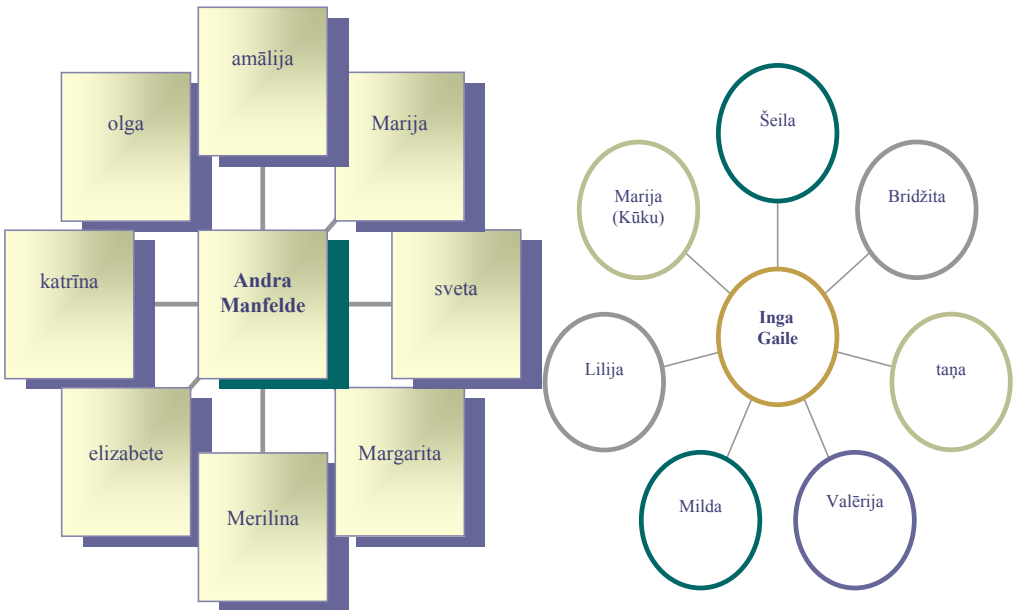 amālija
olga
Marija
katrīna
Andra
Manfelde
sveta
elizabete
Margarita
Merilina
Šeila
Marija
(Kūku)
Bridžita
Inga
Gaile
Lilija
taņa
Milda
Valērija